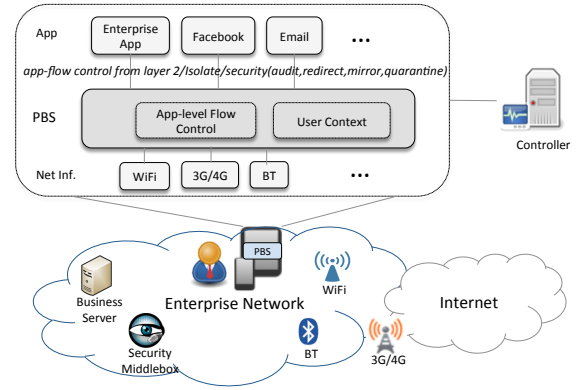 App
Enterprise
App
Facebook
Email
...
app-flow control from layer 2/Isolate/security(audit,redirect,mirror,quarantine)
PBS
App-level Flow
Control
User Context
Controller
Net Inf.
WiFi
3G/4G
BT
...
PBS
Business
Server
Enterprise Network
WiFi
Internet
Security
Middlebox
BT
3G/4G